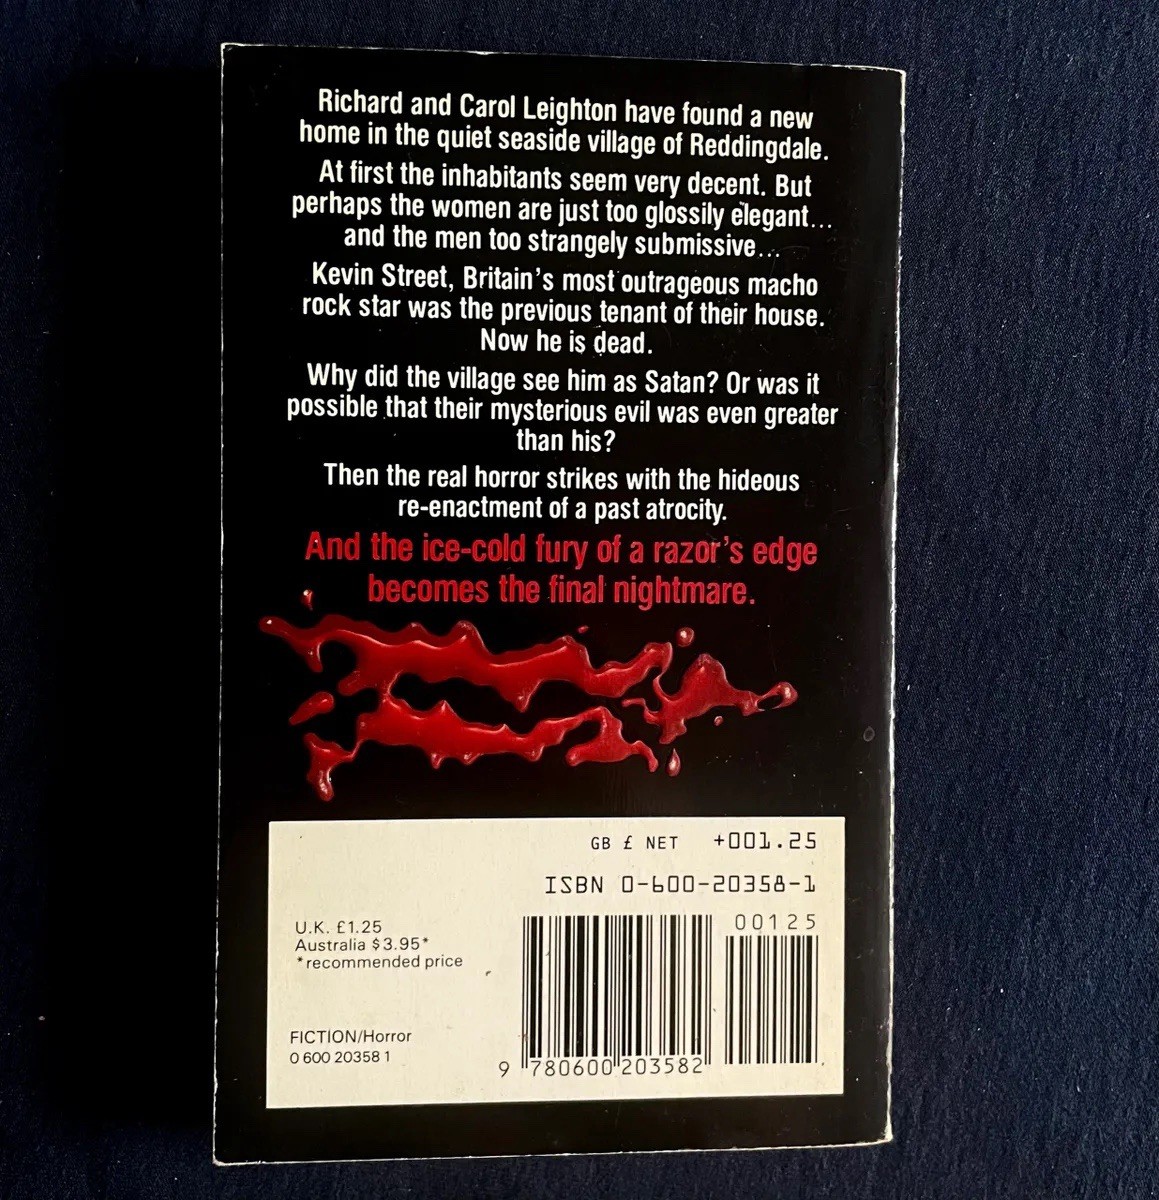 Richard and Carol Leighton have found a new
home in the quiet seaside village of Reddingdale.
At first the inhabitants seem very decent. But
perhaps the women are just too glossily elegant...
and the men too strangely submissive...
Kevin Street, Britain's most outrageous macho
rock star was the previous tenant of their house.
Now he is dead.
Why did the village see him as Satan? Or was it
possible that their mysterious evil was even greater
than his?
Then the real horror strikes with the hideous
re-enactment of a past atrocity.
And the ice-cold fury of a razor's edge
becomes the final nightmare.
GB £ NET +001.25
ISBN 0-600-20358-1
U.K. £1.25
Australia $3.95*
*recommended price
FICTION/Horror
0 600 20358 1
00125
9 780600 203582